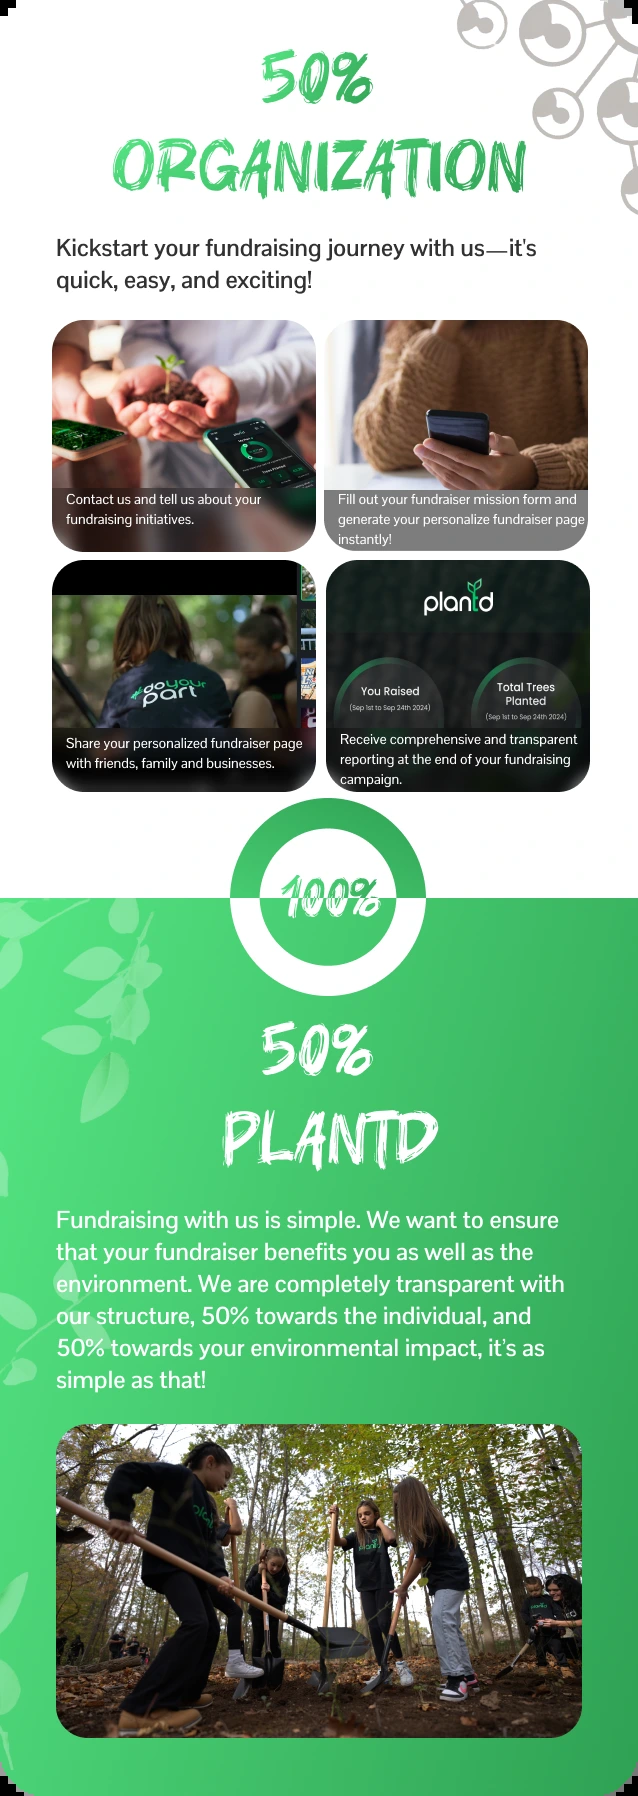 50%
ORGANIZATION
Kickstart your fundraising journey with us—it's
quick, easy, and exciting!
Contact us and tell us about your
fundraising initiatives.
Fill out your fundraiser mission form and
generate your personalize fundraiser page
instantly!
do your
part
Share your personalized fundraiser page
with friends, family and businesses.
plantd
You Raised
(Sep 1st to Sep 24th 2024)
Total Trees
Planted
(Sep 1st to Sep 24th 2024)
Receive comprehensive and transparent
reporting at the end of your fundraising
campaign.
100%
50%
PLANTD
Fundraising with us is simple. We want to ensure
that your fundraiser benefits you as well as the
environment. We are completely transparent with
our structure, 50% towards the individual, and
50% towards your environmental impact, it's as
simple as that!
plantd